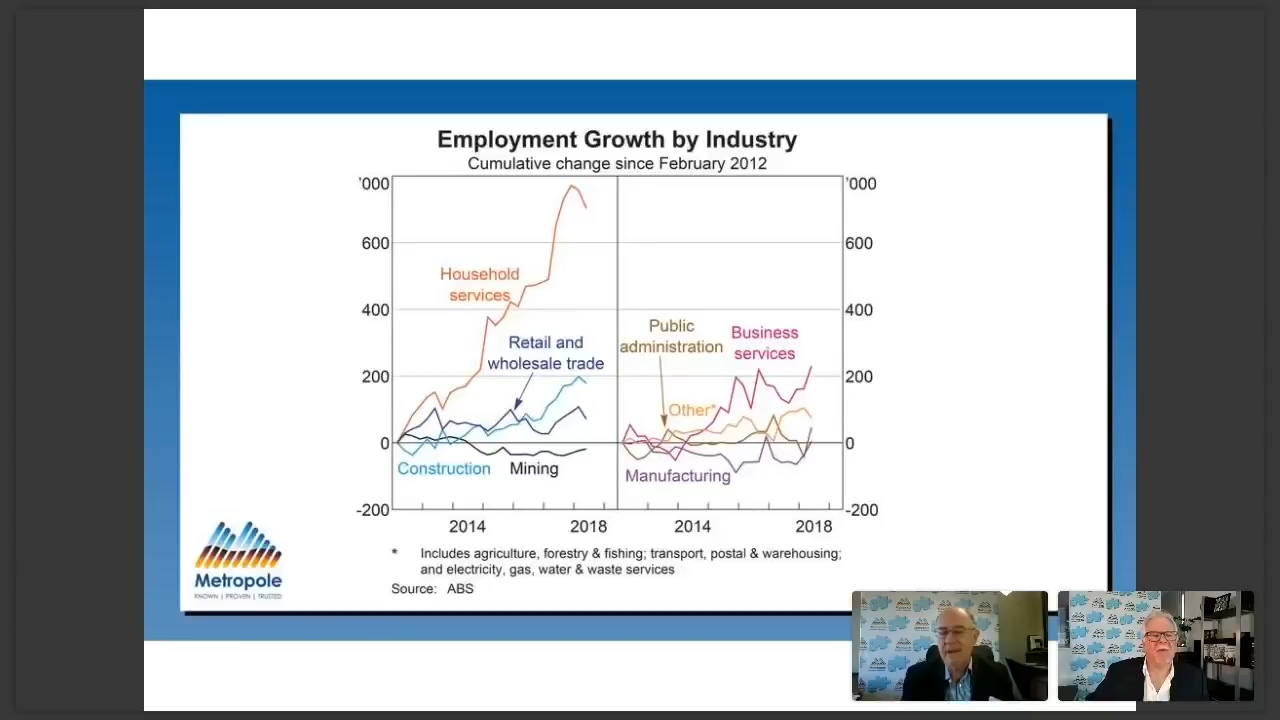 Employment Growth by Industry
Cumulative change since February 2012
'000
'000
600
600
Household
services
400
400
Public
administration
Business
services
Retail and
wholesale trade
200
200
Other*
0
0
Construction
Mining
Manufacturing
-200
-200
2014
2018
2014
2018
* Includes agriculture, forestry & fishing; transport, postal & warehousing;
and electricity, gas, water & waste services
Source: ABS
Metropole
KNOWN | PROVEN | TRUSTED